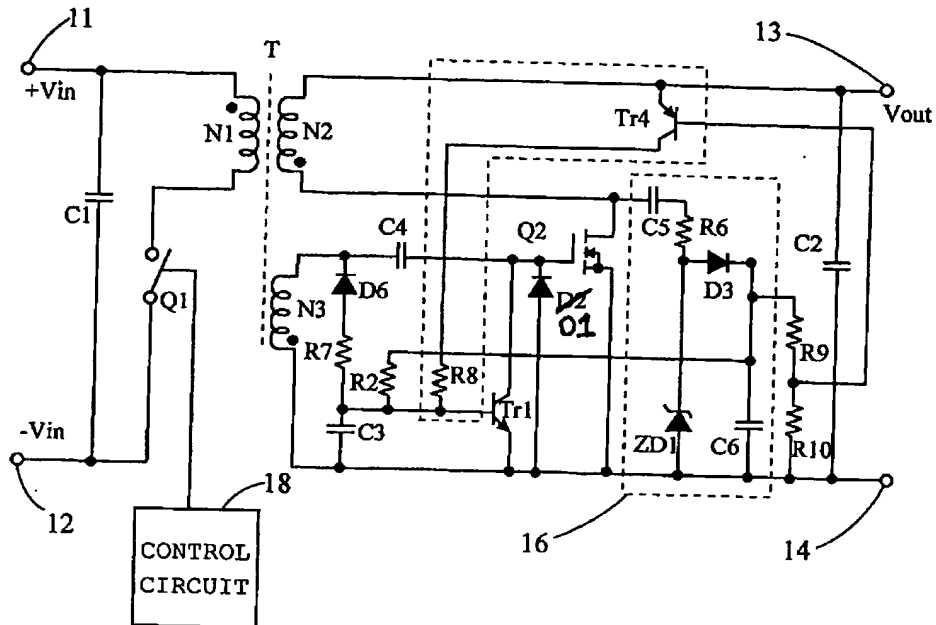 11
13
T
+Vin
Vout
N1
N2
Tr4
C1
C4
Q2
C5
R6
C2
Q1
N3
D6
D2
D1
D3
R7
R2
R8
R9
Tr1
C3
ZD1
C6
R10
-Vin
12
18
16
14
CONTROL
CIRCUIT